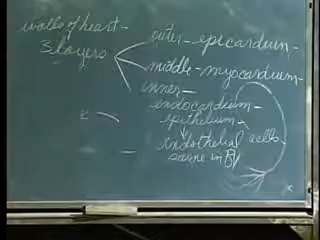 walls of heart-
3 layers
outer-epicardium-
middle-myocardium-
inner-
endocardium-
epithelium-
endothelial cells
same in BV